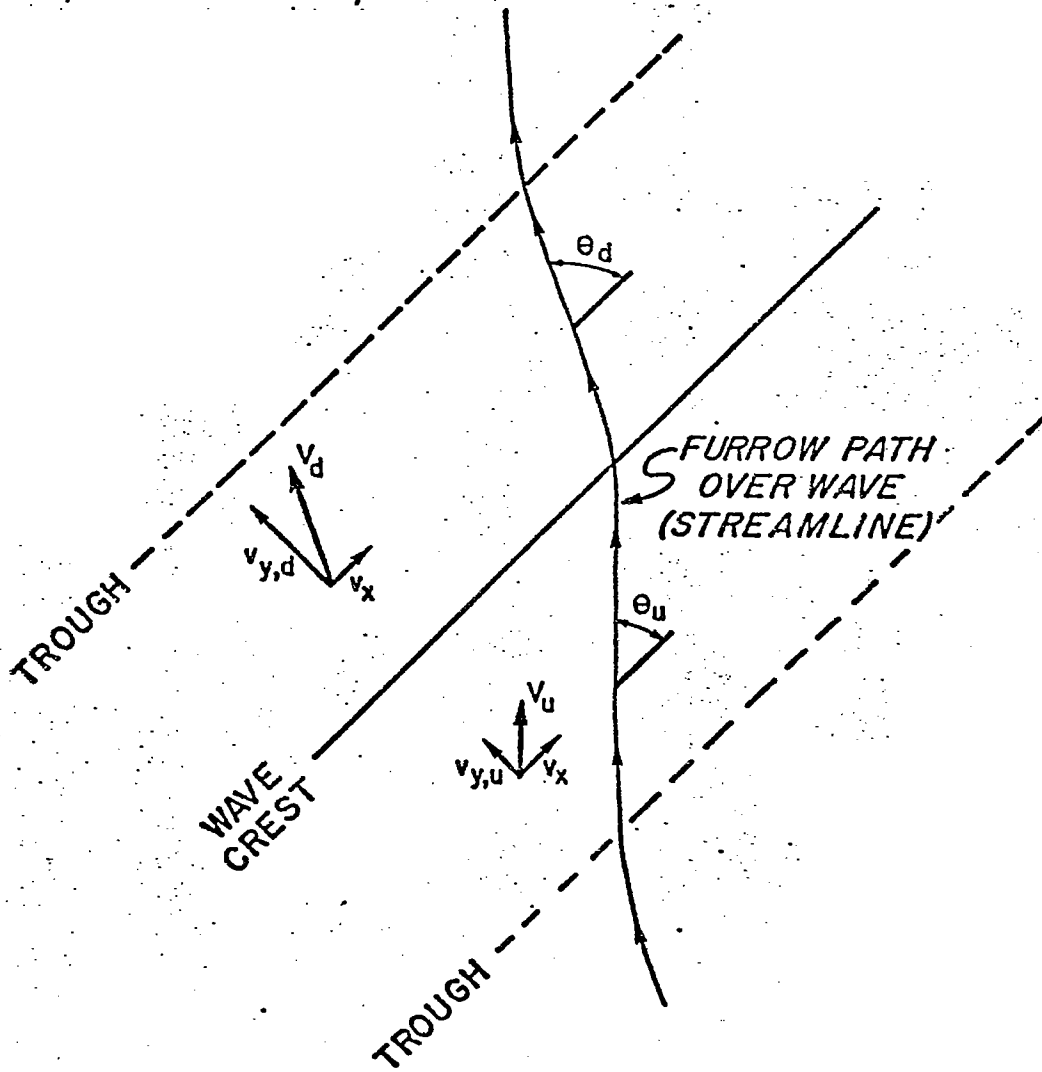 θd
FURROW PATH
OVER WAVE
(STREAMLINE)
Vd
vy,d
vx
TROUGH
θu
Vu
vy,u
vx
WAVE
CREST
TROUGH